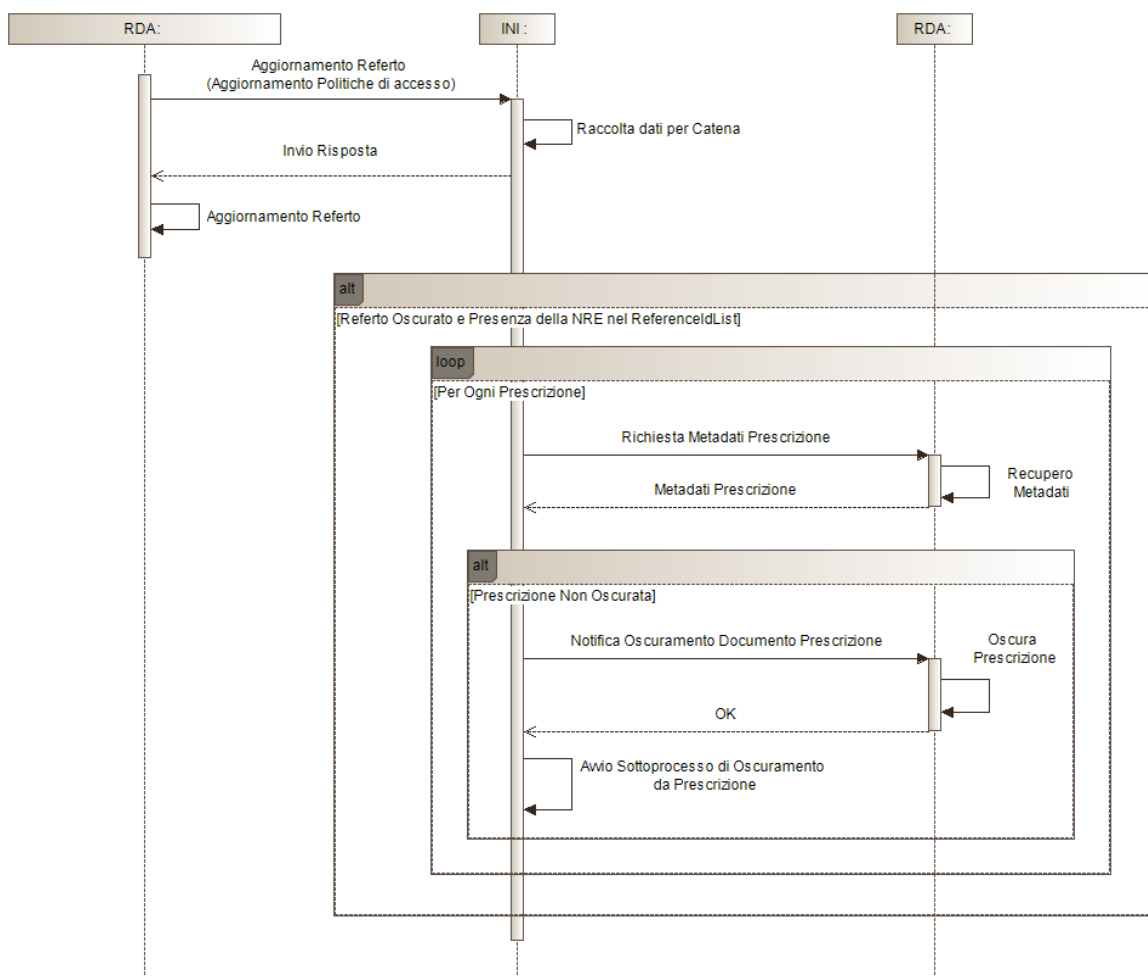 RDA:
INI :
RDA:
Aggiornamento Referto
(Aggiornamento Politiche di accesso)
Raccolta dati per Catena
Invio Risposta
Aggiornamento Referto
alt
[Referto Oscurato e Presenza della NRE nel ReferenceIdList]
loop
[Per Ogni Prescrizione]
Richiesta Metadati Prescrizione
Recupero
Metadati
Metadati Prescrizione
alt
[Prescrizione Non Oscurata]
Notifica Oscuramento Documento Prescrizione
Oscura
Prescrizione
OK
Avvio Sottoprocesso di Oscuramento
da Prescrizione